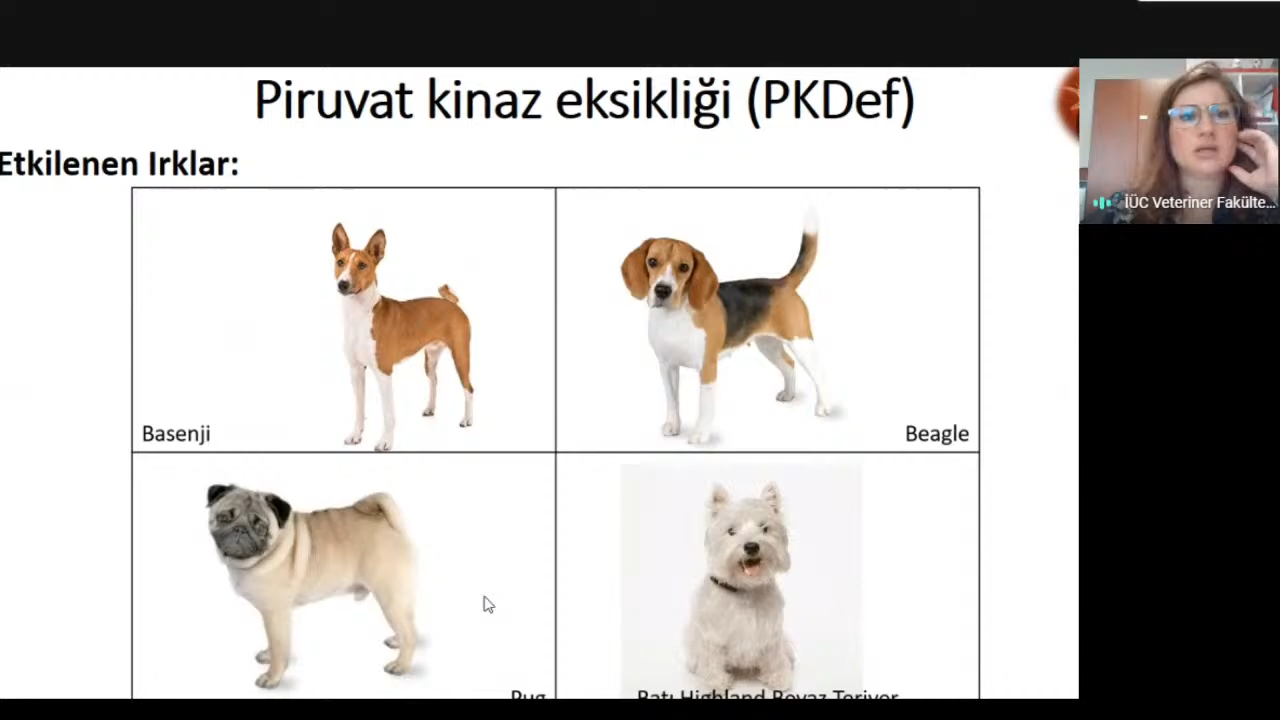 Piruvat kinaz eksikliği (PKDef)
Etkilenen Irklar:
İÜC Veteriner Fakülte...
Basenji
Beagle
Pug
Batı Highland Beyaz Teriyer